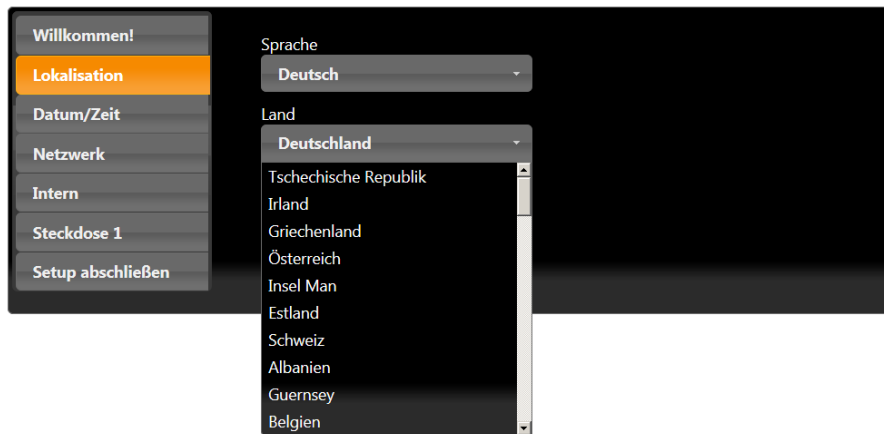 Willkommen!
Lokalisation
Datum/Zeit
Netzwerk
Intern
Steckdose 1
Setup abschließen
Sprache
Deutsch
Land
Deutschland
Tschechische Republik
Irland
Griechenland
Österreich
Insel Man
Estland
Schweiz
Albanien
Guernsey
Belgien